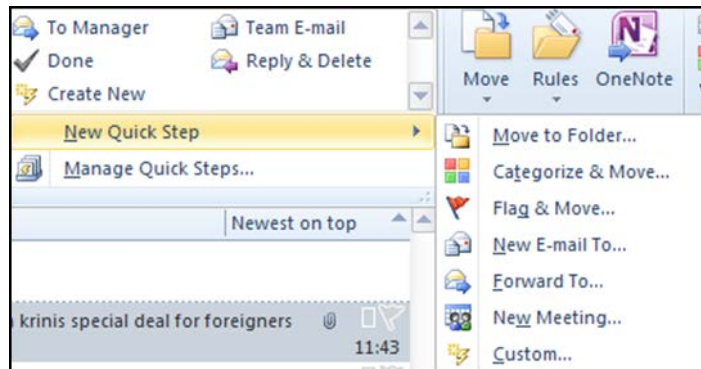 To Manager
Team E-mail
Done
Reply & Delete
Create New
Move
Rules
OneNote
New Quick Step
Manage Quick Steps...
Move to Folder...
Categorize & Move...
Flag & Move...
New E-mail To...
Forward To...
New Meeting...
Custom...
Newest on top
krinis special deal for foreigners
11:43